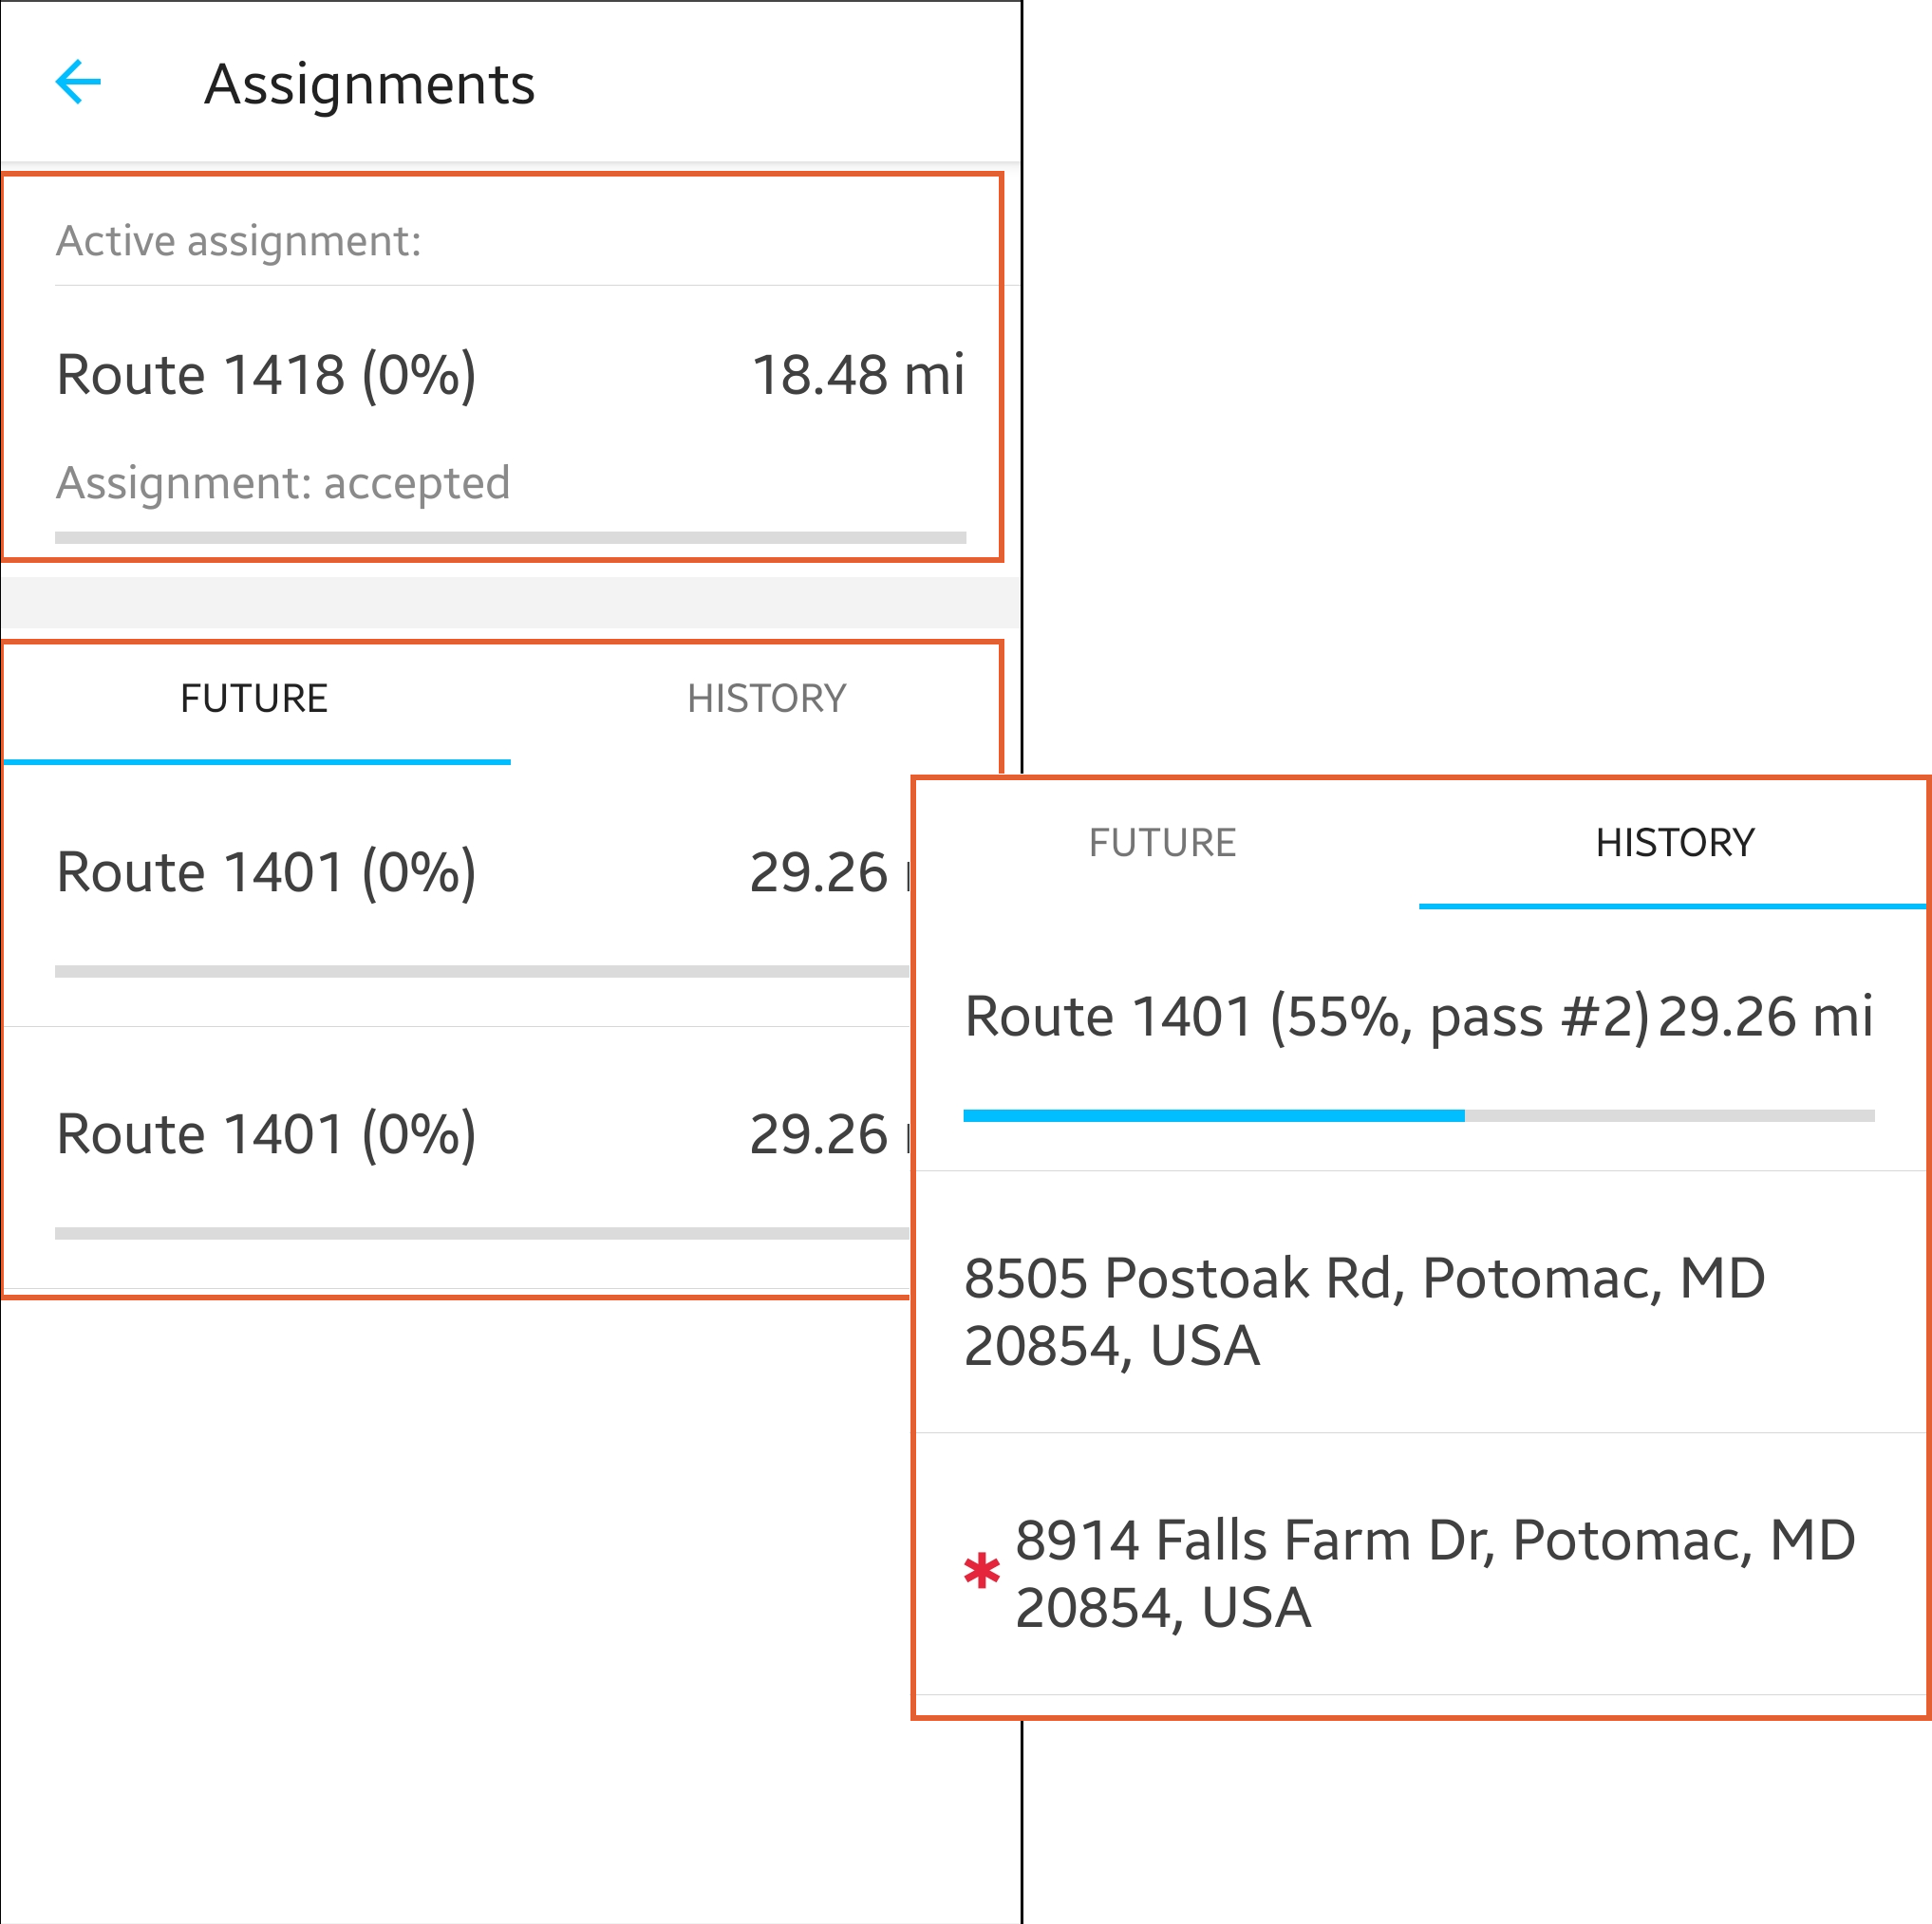 Assignments
Active assignment:
Route 1418 (0%) 18.48 mi
Assignment: accepted
FUTURE HISTORY
Route 1401 (0%) 29.26
Route 1401 (0%) 29.26
FUTURE HISTORY
Route 1401 (55%, pass #2) 29.26 mi
8505 Postoak Rd, Potomac, MD
20854, USA
* 8914 Falls Farm Dr, Potomac, MD
20854, USA